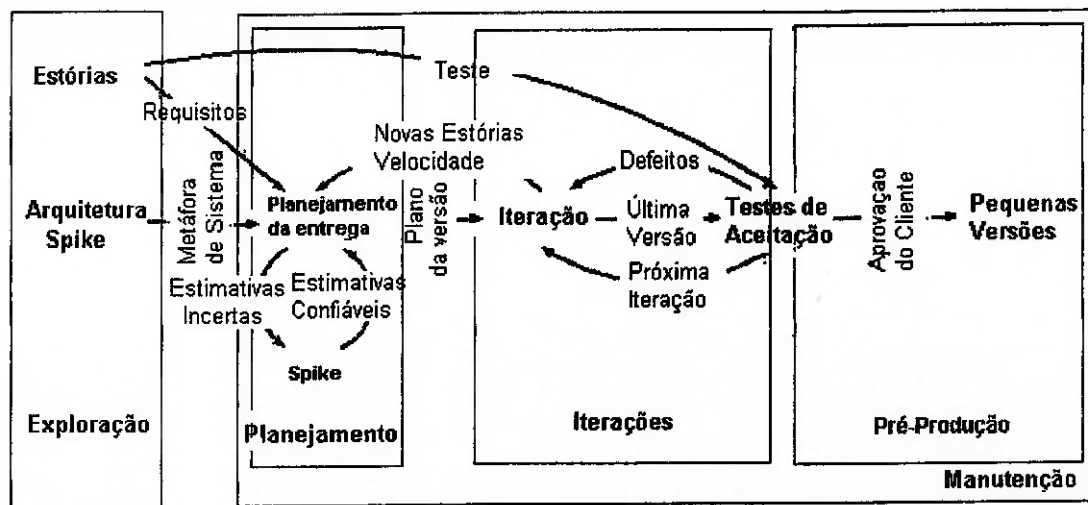 Estórias
Teste
Requisitos
Novas Estórias
Velocidade
Defeitos
Arquitetura
Spike
Metáfora
de Sistema
Planejamento
da entrega
Plano
da versão
Iteração
Última
Versão
Testes de
Aceitação
Aprovação
do Cliente
Pequenas
Versões
Estimativas
Incertas
Estimativas
Confiáveis
Próxima
Iteração
Spike
Exploração
Planejamento
Iterações
Pré-Produção
Manutenção